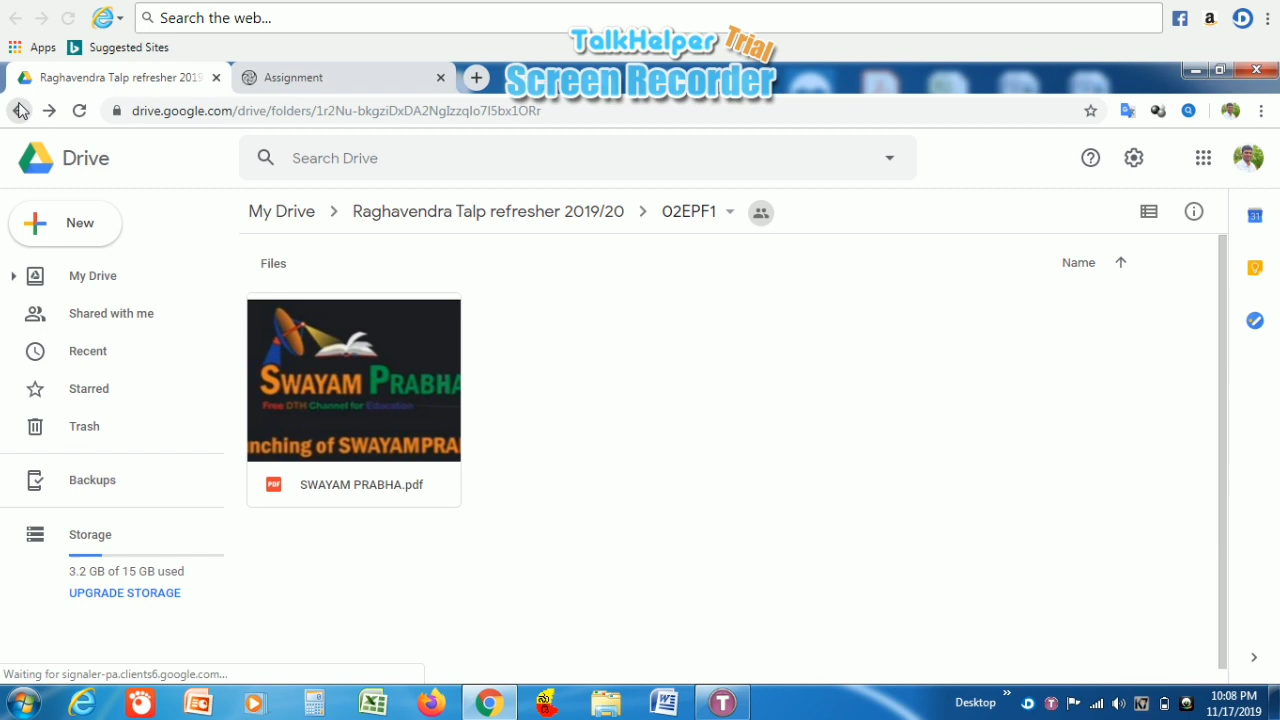 Search the web...
Apps
Suggested Sites
TalkHelper Trial
Screen Recorder
Raghavendra Talp refresher 2019
Assignment
drive.google.com/drive/folders/1r2Nu-bkgziDxDA2NgIzzqIo7l5bx1ORr
Drive
Search Drive
New
My Drive
Raghavendra Talp refresher 2019/20
02EPF1
31
My Drive
Files
Name
Shared with me
Recent
Starred
Trash
Backups
Storage
3.2 GB of 15 GB used
UPGRADE STORAGE
SWAYAM PRABHA
Free DTH Channel for Education
nching of SWAYAMPRA
PDF
SWAYAM PRABHA.pdf
Waiting for signaler-pa.clients6.google.com...
Desktop
10:08 PM
11/17/2019